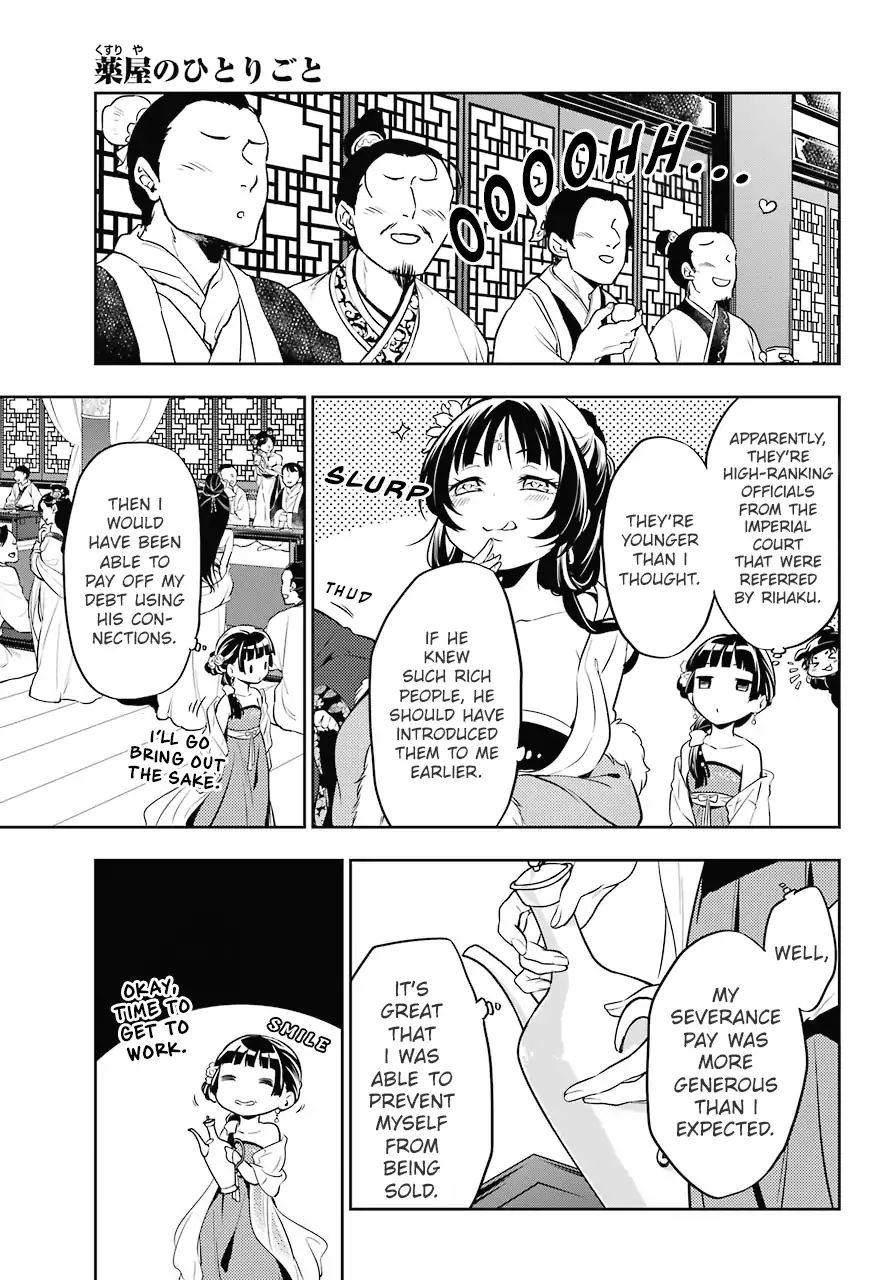 くすり や
薬屋のひとりごと
OOOOOHH...
APPARENTLY,
THEY'RE
HIGH-RANKING
OFFICIALS
FROM THE
IMPERIAL
COURT
THAT WERE
REFERRED
BY RIHAKU.
THEY'RE
YOUNGER
THAN I
THOUGHT.
SLURP
THUD
IF HE
KNEW
SUCH RICH
PEOPLE, HE
SHOULD HAVE
INTRODUCED
THEM TO ME
EARLIER.
THEN I
WOULD
HAVE BEEN
ABLE TO
PAY OFF MY
DEBT USING
HIS CON-
NECTIONS.
I'LL GO
BRING OUT
THE SAKE.
WELL,
MY
SEVERANCE
PAY WAS
MORE
GENEROUS
THAN I
EXPECTED.
IT'S
GREAT
THAT
I WAS
ABLE TO
PREVENT
MYSELF
FROM
BEING
SOLD.
OKAY,
TIME TO
GET TO
WORK.
SMILE